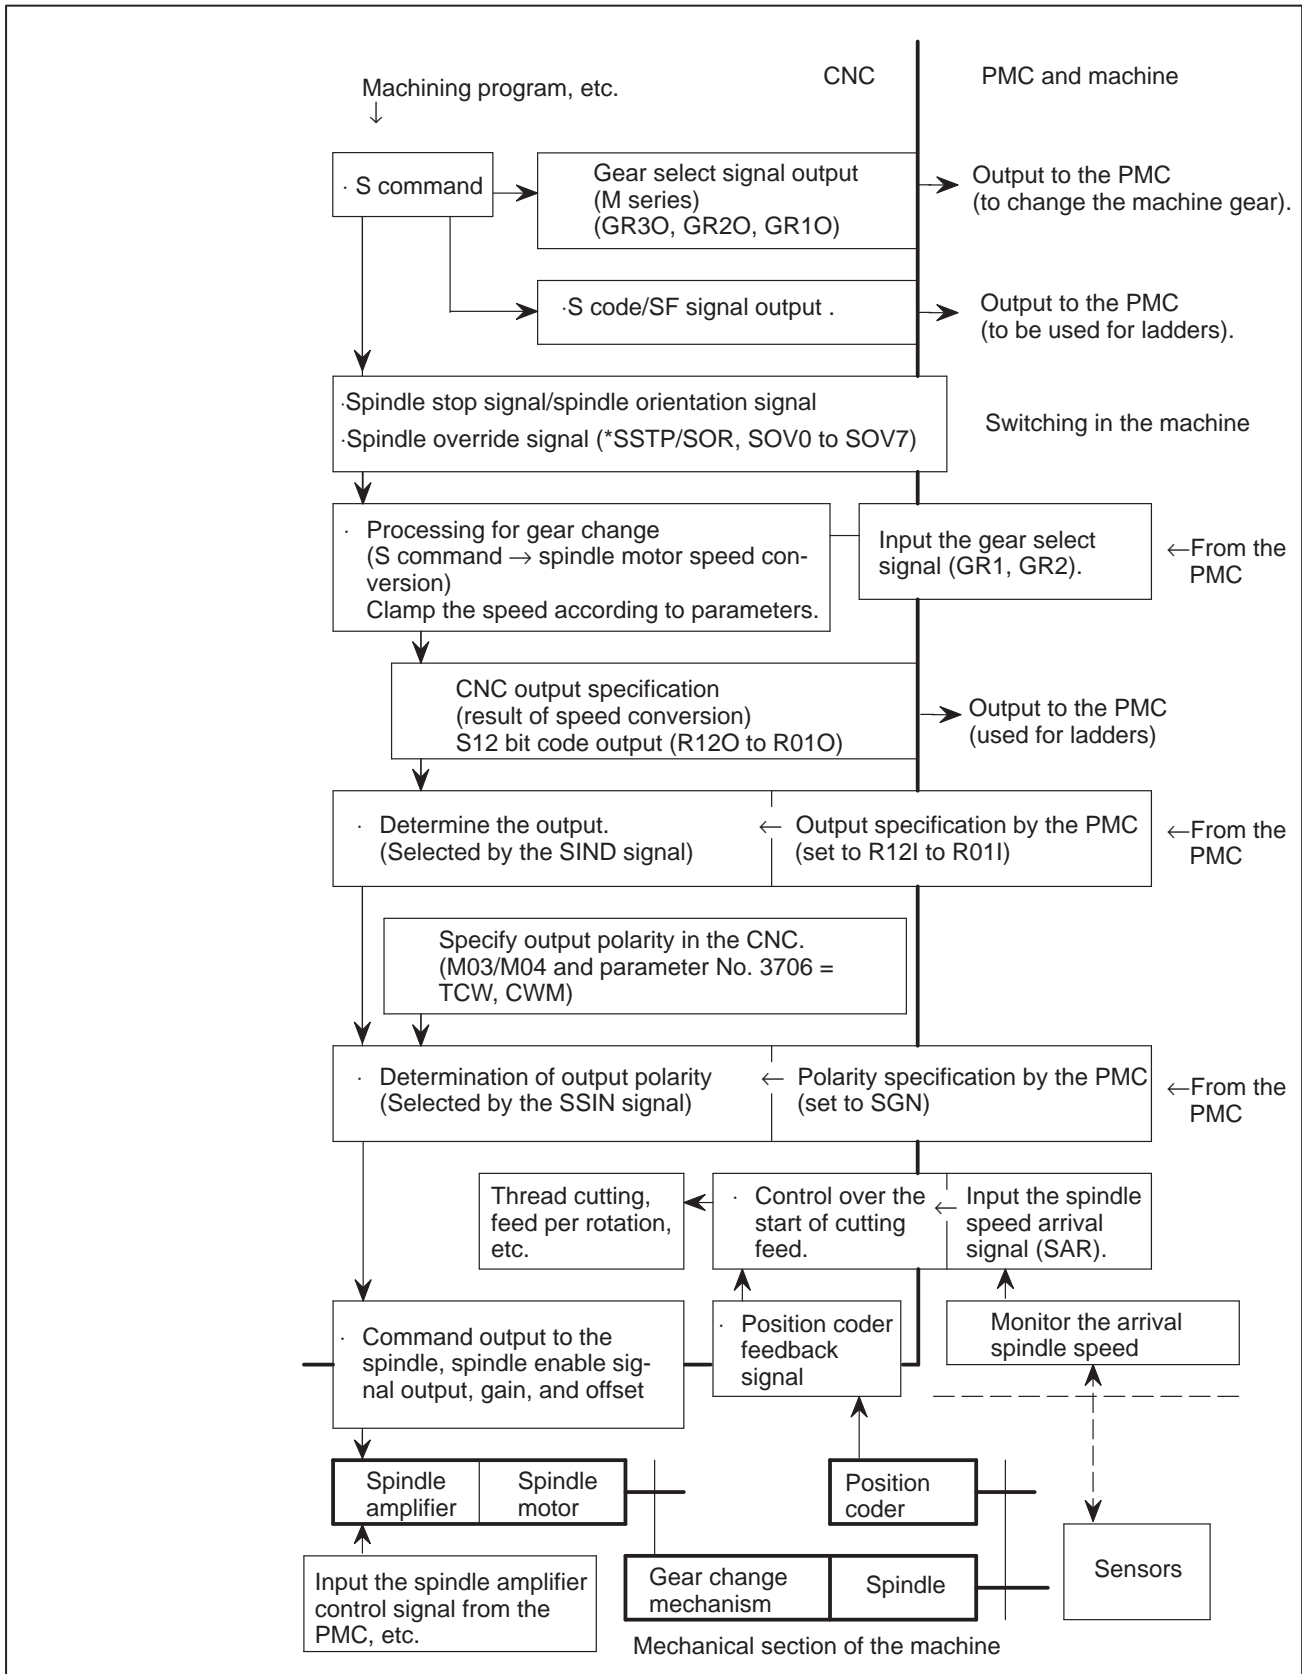 CNC
PMC and machine
Machining program, etc.
↓
· S command
Gear select signal output
(M series)
(GR3O, GR2O, GR1O)
Output to the PMC
(to change the machine gear).
·S code/SF signal output .
Output to the PMC
(to be used for ladders).
·Spindle stop signal/spindle orientation signal
·Spindle override signal (*SSTP/SOR, SOV0 to SOV7)
Switching in the machine
· Processing for gear change
(S command → spindle motor speed con-
version)
Clamp the speed according to parameters.
Input the gear select
signal (GR1, GR2).
←From the
PMC
CNC output specification
(result of speed conversion)
S12 bit code output (R12O to R01O)
Output to the PMC
(used for ladders)
· Determine the output.
(Selected by the SIND signal)
← Output specification by the PMC
(set to R12I to R01I)
←From the
PMC
Specify output polarity in the CNC.
(M03/M04 and parameter No. 3706 =
TCW, CWM)
· Determination of output polarity
(Selected by the SSIN signal)
← Polarity specification by the PMC
(set to SGN)
←From the
PMC
Thread cutting,
feed per rotation,
etc.
· Control over the
start of cutting
feed.
← Input the spindle
speed arrival
signal (SAR).
· Command output to the
spindle, spindle enable sig-
nal output, gain, and offset
· Position coder
feedback
signal
Monitor the arrival
spindle speed
Spindle
amplifier
Spindle
motor
Position
coder
Input the spindle amplifier
control signal from the
PMC, etc.
Gear change
mechanism
Spindle
Sensors
Mechanical section of the machine